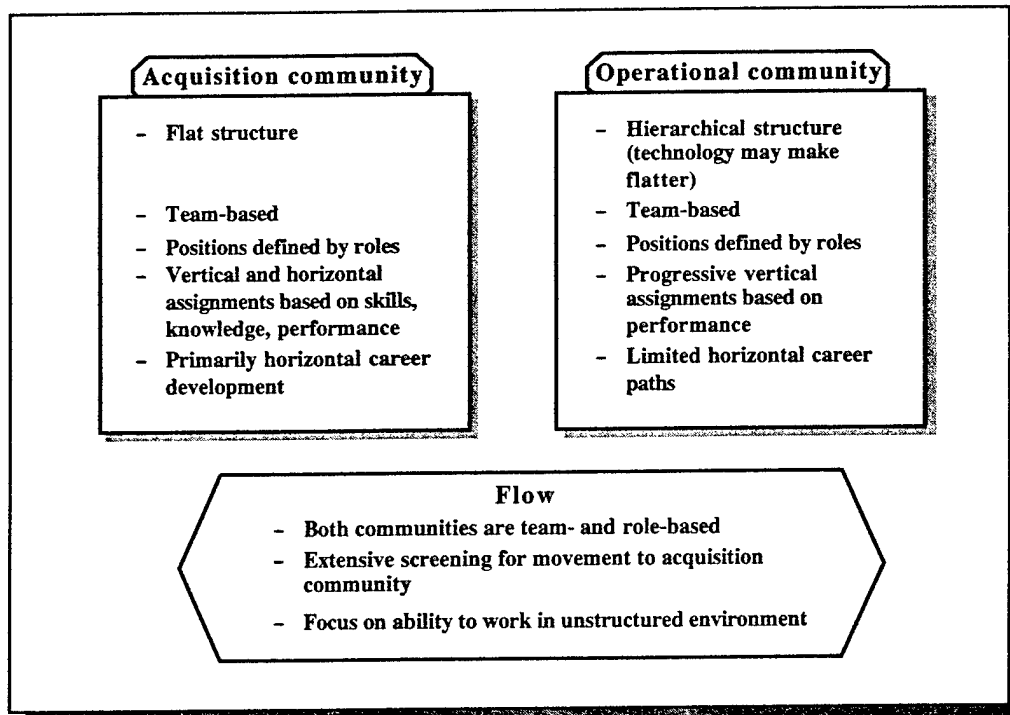 Acquisition community
– Flat structure
– Team-based
– Positions defined by roles
– Vertical and horizontal
assignments based on skills,
knowledge, performance
– Primarily horizontal career
development
Operational community
– Hierarchical structure
(technology may make
flatter)
– Team-based
– Positions defined by roles
– Progressive vertical
assignments based on
performance
– Limited horizontal career
paths
Flow
– Both communities are team- and role-based
– Extensive screening for movement to acquisition
community
– Focus on ability to work in unstructured environment